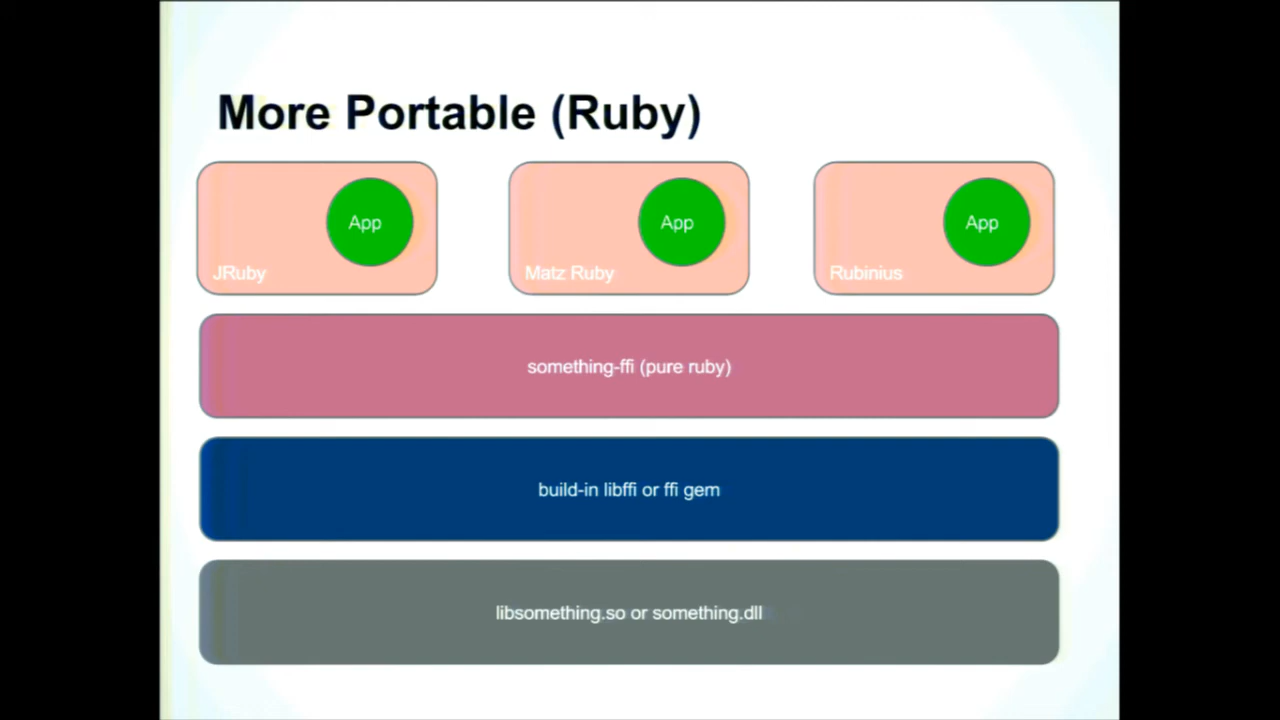 More Portable (Ruby)
App
App
App
JRuby
Matz Ruby
Rubinius
something-ffi (pure ruby)
build-in libffi or ffi gem
libsomething.so or something.dll